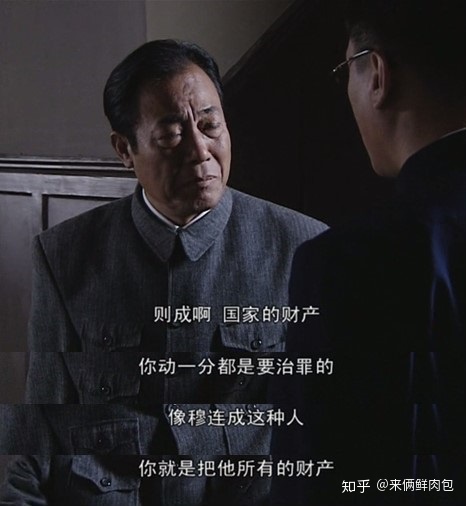 则成啊 国家的财产
你动一分都是要治罪的
像穆连成这种人
你就是把他所有的财产
知乎 @来俩鲜肉包